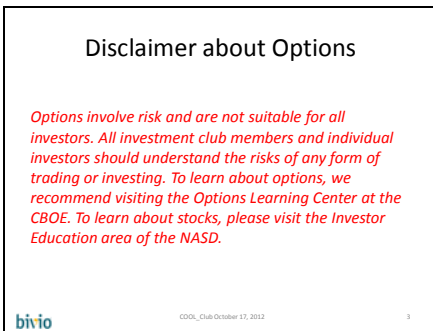 Disclaimer about Options
Options involve risk and are not suitable for all
investors. All investment club members and individual
investors should understand the risks of any form of
trading or investing. To learn about options, we
recommend visiting the Options Learning Center at the
CBOE. To learn about stocks, please visit the Investor
Education area of the NASD.
bivio
COOL_Club October 17, 2012
3